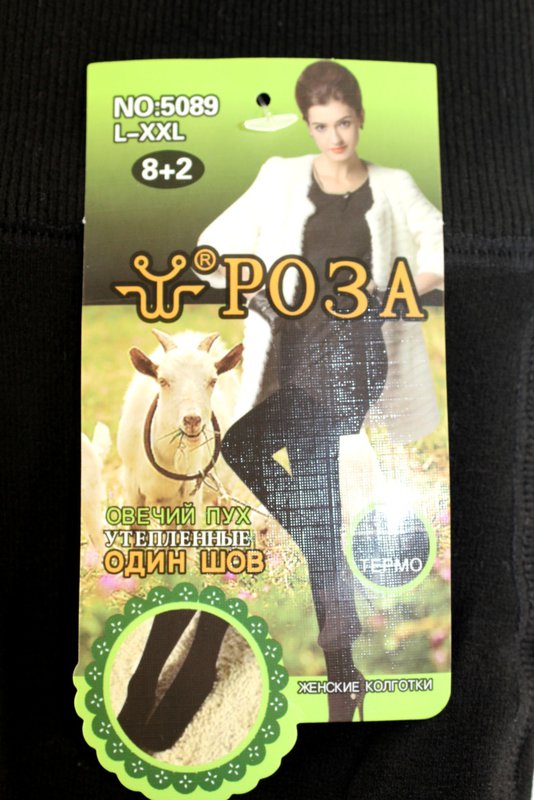 NO:5089
L-XXL
8+2
® РОЗА
ОВЕЧИЙ ПУХ
УТЕПЛЕННЫЕ
ОДИН ШОВ
ТЕРМО
ЖЕНСКИЕ КОЛГОТКИ